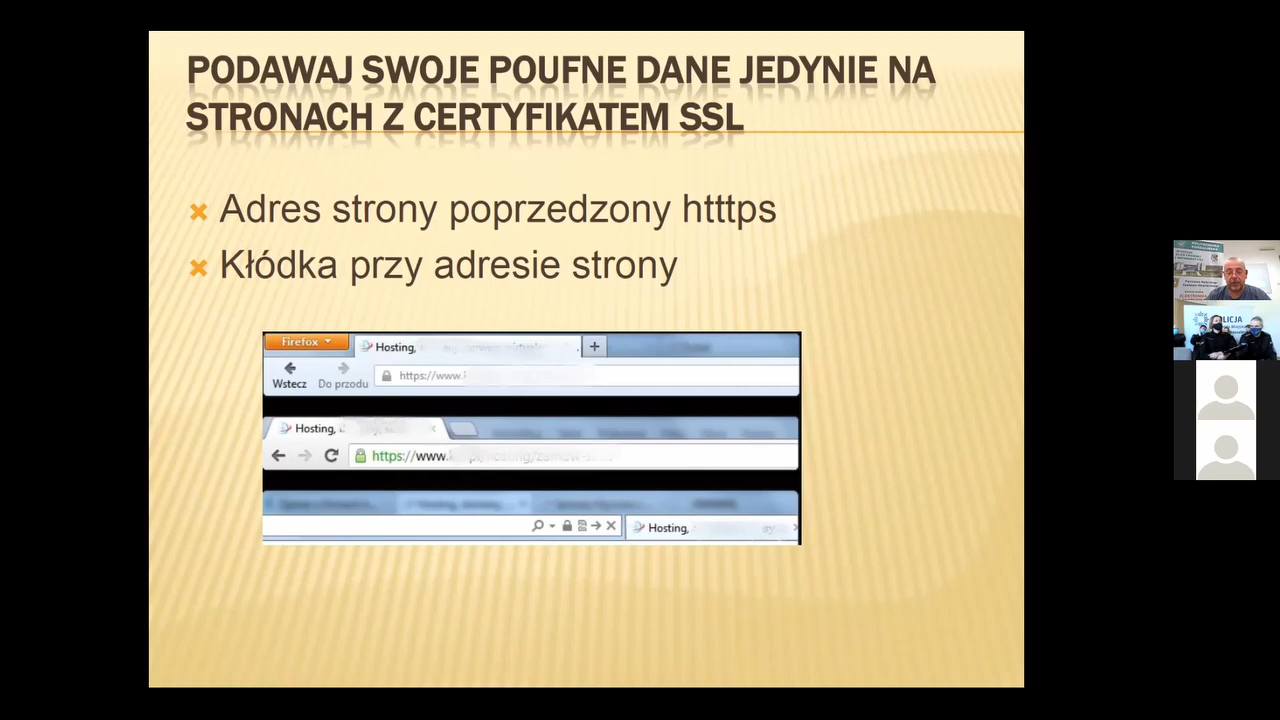 PODAWAJ SWOJE POUFNE DANE JEDYNIE NA
STRONACH Z CERTYFIKATEM SSL
Adres strony poprzedzony htttps
Kłódka przy adresie strony
Firefox
Hosting,
Wstecz
Do przodu
https://www.
Hosting,
https://www.
Hosting,